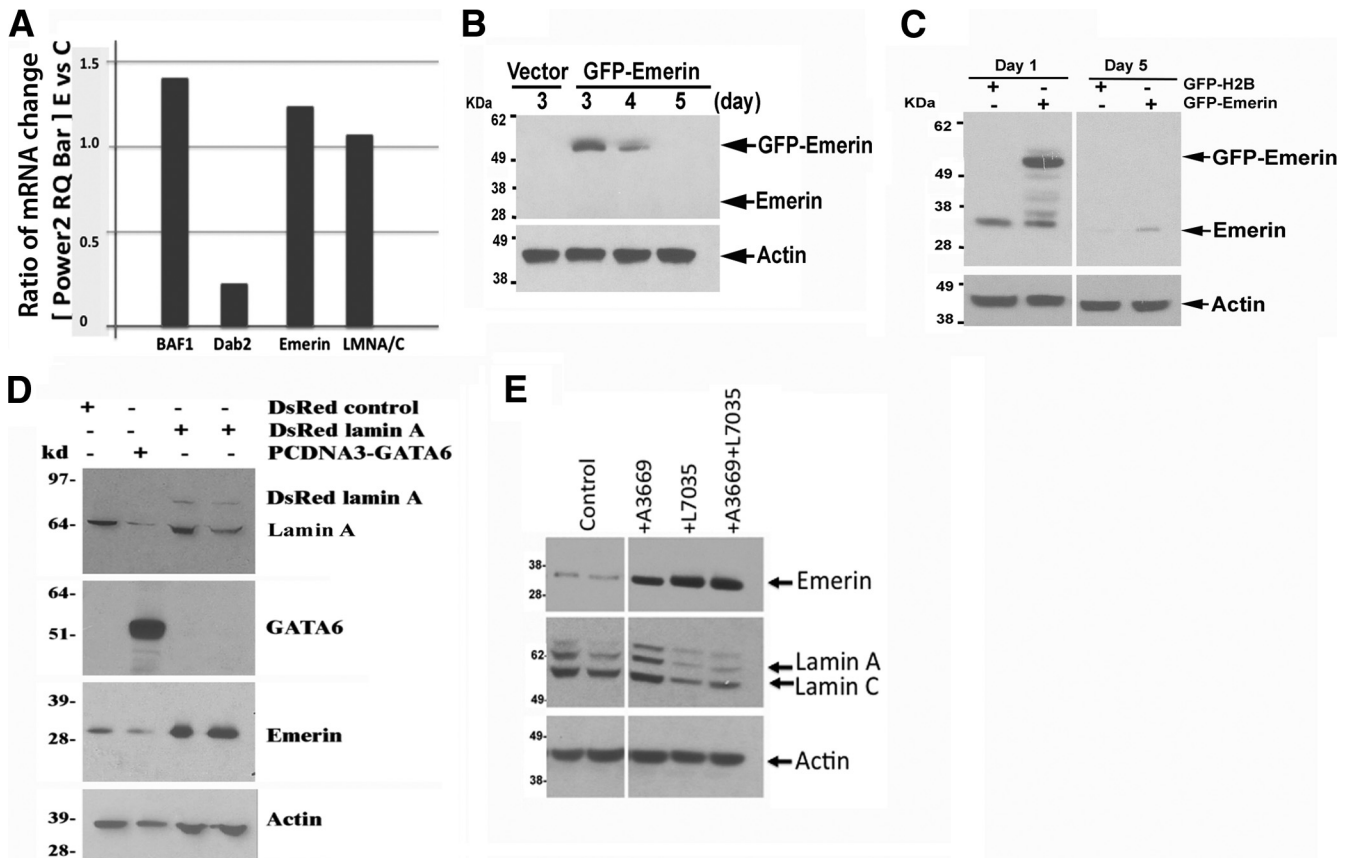 A
Ratio of mRNA change
[ Power2 RQ Bar ] E vs C
1.5
1.0
0.5
0
BAF1 Dab2 Emerin LMNA/C
B
Vector GFP-Emerin
KDa 3 3 4 5 (day)
62
49
38
28
GFP-Emerin
Emerin
49
38
Actin
C
Day 1 Day 5
+ - + - GFP-H2B
KDa - + - + GFP-Emerin
62
49
38
28
GFP-Emerin
Emerin
49
38
Actin
D
+ - - - DsRed control
- - + + DsRed lamin A
kd - + - - PCDNA3-GATA6
97-
64-
DsRed lamin A
Lamin A
64-
51-
GATA6
39-
28-
Emerin
39-
28-
Actin
E
Control
+A3669
+L7035
+A3669+L7035
38-
28-
Emerin
62-
49-
Lamin A
Lamin C
49-
38-
Actin